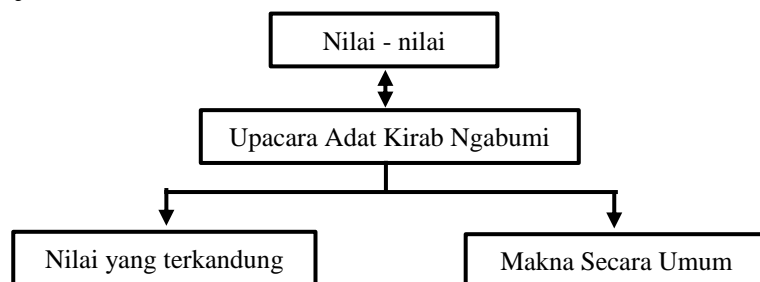 Nilai - nilai
Upacara Adat Kirab Ngabumi
Nilai yang terkandung
Makna Secara Umum